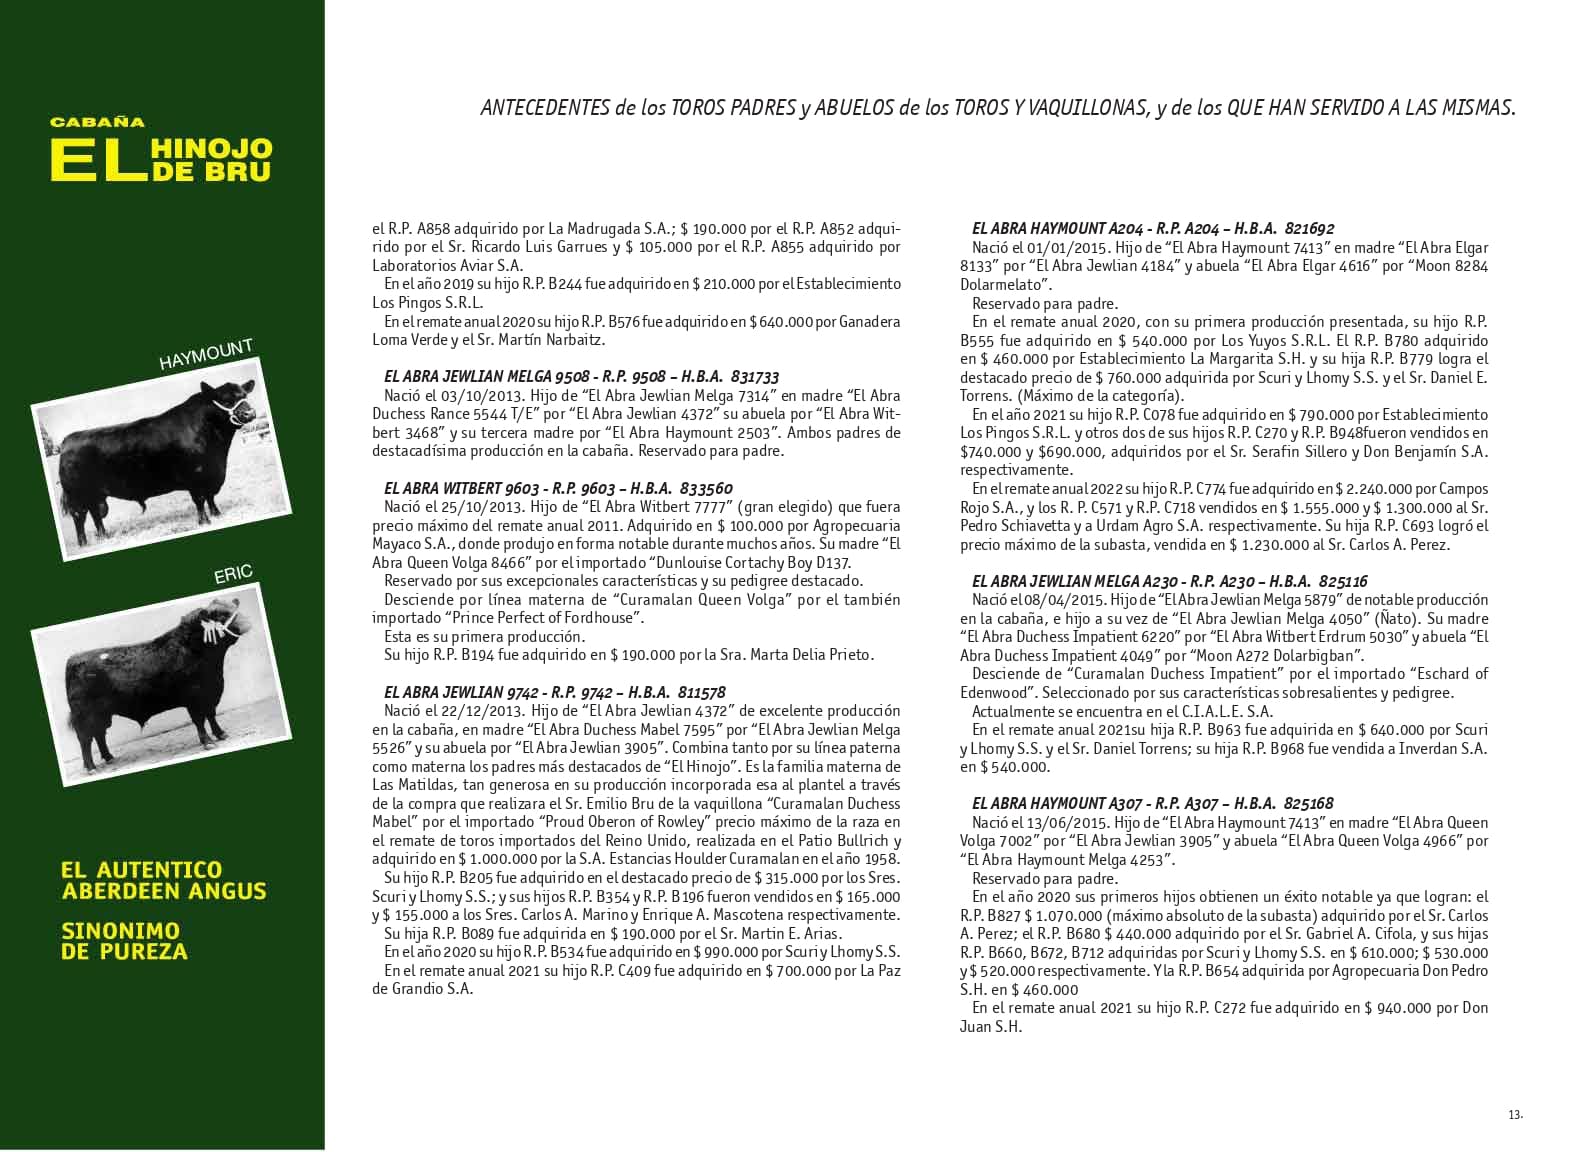 CABAÑA
EL HINOJO
DE BRU
HAYMOUNT
ERIC
EL AUTENTICO
ABERDEEN ANGUS
SINONIMO
DE PUREZA
ANTECEDENTES de los TOROS PADRES y ABUELOS de los TOROS Y VAQUILLONAS, y de los QUE HAN SERVIDO A LAS MISMAS.
el R.P. A858 adquirido por La Madrugada S.A.; $ 190.000 por el R.P. A852 adqui-
rido por el Sr. Ricardo Luis Garrues y $ 105.000 por el R.P. A855 adquirido por
Laboratorios Aviar S.A.
En el año 2019 su hijo R.P. B244 fue adquirido en $ 210.000 por el Establecimiento
Los Pingos S.R.L.
En el remate anual 2020 su hijo R.P. B576 fue adquirido en $ 640.000 por Ganadera
Loma Verde y el Sr. Martín Narbaitz.
EL ABRA JEWLIAN MELGA 9508 - R.P. 9508 – H.B.A. 831733
Nació el 03/10/2013. Hijo de “El Abra Jewlian Melga 7314” en madre “El Abra
Duchess Rance 5544 T/E” por “El Abra Jewlian 4372” su abuela por “El Abra Wit-
bert 3468” y su tercera madre por “El Abra Haymount 2503”. Ambos padres de
destacadísima producción en la cabaña. Reservado para padre.
EL ABRA WITBERT 9603 - R.P. 9603 – H.B.A. 833560
Nació el 25/10/2013. Hijo de “El Abra Witbert 7777” (gran elegido) que fuera
precio máximo del remate anual 2011. Adquirido en $ 100.000 por Agropecuaria
Mayaco S.A., donde produjo en forma notable durante muchos años. Su madre “El
Abra Queen Volga 8466” por el importado “Dunlouise Cortachy Boy D137.
Reservado por sus excepcionales características y su pedigree destacado.
Desciende por línea materna de “Curamalan Queen Volga” por el también
importado “Prince Perfect of Fordhouse”.
Esta es su primera producción.
Su hijo R.P. B194 fue adquirido en $ 190.000 por la Sra. Marta Delia Prieto.
EL ABRA JEWLIAN 9742 - R.P. 9742 – H.B.A. 811578
Nació el 22/12/2013. Hijo de “El Abra Jewlian 4372” de excelente producción
en la cabaña, en madre “El Abra Duchess Mabel 7595” por “El Abra Jewlian Melga
5526” y su abuela por “El Abra Jewlian 3905”. Combina tanto por su línea paterna
como materna los padres más destacados de “El Hinojo”. Es la familia materna de
Las Matildas, tan generosa en su producción incorporada esa al plantel a través
de la compra que realizara el Sr. Emilio Bru de la vaquillona “Curamalan Duchess
Mabel” por el importado “Proud Oberon of Rowley” precio máximo de la raza en
el remate de toros importados del Reino Unido, realizada en el Patio Bullrich y
adquirido en $ 1.000.000 por la S.A. Estancias Houlder Curamalan en el año 1958.
Su hijo R.P. B205 fue adquirido en el destacado precio de $ 315.000 por los Sres.
Scuri y Lhomy S.S.; y sus hijos R.P. B354 y R.P. B196 fueron vendidos en $ 165.000
y $ 155.000 a los Sres. Carlos A. Marino y Enrique A. Mascotena respectivamente.
Su hija R.P. B089 fue adquirida en $ 190.000 por el Sr. Martin E. Arias.
En el año 2020 su hijo R.P. B534 fue adquirido en $ 990.000 por Scuri y Lhomy S.S.
En el remate anual 2021 su hijo R.P. C409 fue adquirido en $ 700.000 por La Paz
de Grandio S.A.
EL ABRA HAYMOUNT A204 - R.P. A204 – H.B.A. 821692
Nació el 01/01/2015. Hijo de “El Abra Haymount 7413” en madre “El Abra Elgar
8133” por “El Abra Jewlian 4184” y abuela “El Abra Elgar 4616” por “Moon 8284
Dolarmelato”.
Reservado para padre.
En el remate anual 2020, con su primera producción presentada, su hijo R.P.
B555 fue adquirido en $ 540.000 por Los Yuyos S.R.L. El R.P. B780 adquirido
en $ 460.000 por Establecimiento La Margarita S.H. y su hija R.P. B779 logra el
destacado precio de $ 760.000 adquirida por Scuri y Lhomy S.S. y el Sr. Daniel E.
Torrens. (Máximo de la categoría).
En el año 2021 su hijo R.P. C078 fue adquirido en $ 790.000 por Establecimiento
Los Pingos S.R.L. y otros dos de sus hijos R.P. C270 y R.P. B948fueron vendidos en
$740.000 y $690.000, adquiridos por el Sr. Serafin Sillero y Don Benjamín S.A.
respectivamente.
En el remate anual 2022 su hijo R.P. C774 fue adquirido en $ 2.240.000 por Campos
Rojo S.A., y los R. P. C571 y R.P. C718 vendidos en $ 1.555.000 y $ 1.300.000 al Sr.
Pedro Schiavetta y a Urdam Agro S.A. respectivamente. Su hija R.P. C693 logró el
precio máximo de la subasta, vendida en $ 1.230.000 al Sr. Carlos A. Perez.
EL ABRA JEWLIAN MELGA A230 - R.P. A230 – H.B.A. 825116
Nació el 08/04/2015. Hijo de “El Abra Jewlian Melga 5879” de notable producción
en la cabaña, e hijo a su vez de “El Abra Jewlian Melga 4050” (Ñato). Su madre
“El Abra Duchess Impatient 6220” por “El Abra Witbert Erdrum 5030” y abuela “El
Abra Duchess Impatient 4049” por “Moon A272 Dolarbigban”.
Desciende de “Curamalan Duchess Impatient” por el importado “Eschard of
Edenwood”. Seleccionado por sus características sobresalientes y pedigree.
Actualmente se encuentra en el C.I.A.L.E. S.A.
En el remate anual 2021su hija R.P. B963 fue adquirida en $ 640.000 por Scuri
y Lhomy S.S. y el Sr. Daniel Torrens; su hija R.P. B968 fue vendida a Inverdan S.A.
en $ 540.000.
EL ABRA HAYMOUNT A307 - R.P. A307 – H.B.A. 825168
Nació el 13/06/2015. Hijo de “El Abra Haymount 7413” en madre “El Abra Queen
Volga 7002” por “El Abra Jewlian 3905” y abuela “El Abra Queen Volga 4966” por
“El Abra Haymount Melga 4253”.
Reservado para padre.
En el año 2020 sus primeros hijos obtienen un éxito notable ya que logran: el
R.P. B827 $ 1.070.000 (máximo absoluto de la subasta) adquirido por el Sr. Carlos
A. Perez; el R.P. B680 $ 440.000 adquirido por el Sr. Gabriel A. Cifola, y sus hijas
R.P. B660, B672, B712 adquiridas por Scuri y Lhomy S.S. en $ 610.000; $ 530.000
y $ 520.000 respectivamente. Y la R.P. B654 adquirida por Agropecuaria Don Pedro
S.H. en $ 460.000
En el remate anual 2021 su hijo R.P. C272 fue adquirido en $ 940.000 por Don
Juan S.H.
13.